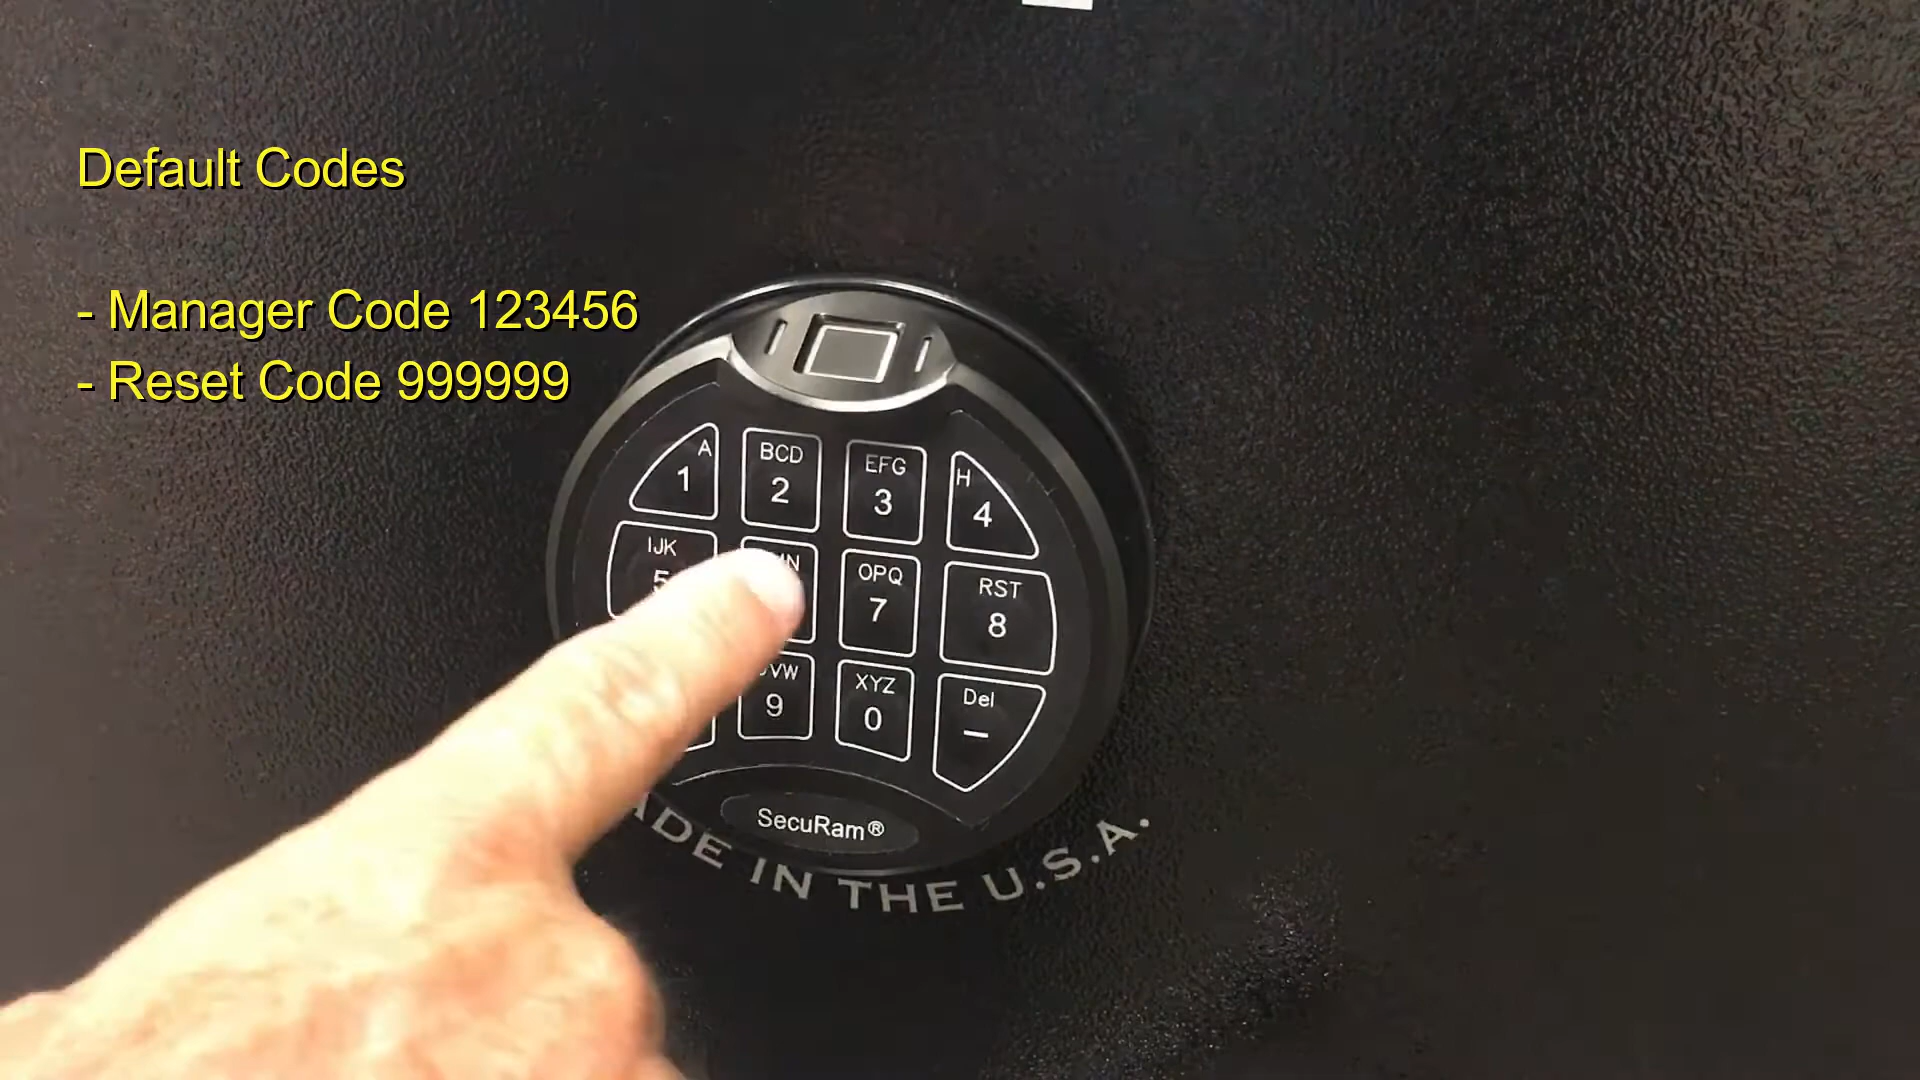 Default Codes
- Manager Code 123456
- Reset Code 999999
A
1
BCD
2
EFG
3
H
4
IJK
5
OPQ
7
RST
8
9
XYZ
0
Del
–
SecuRam®
IN THE U.S.A.